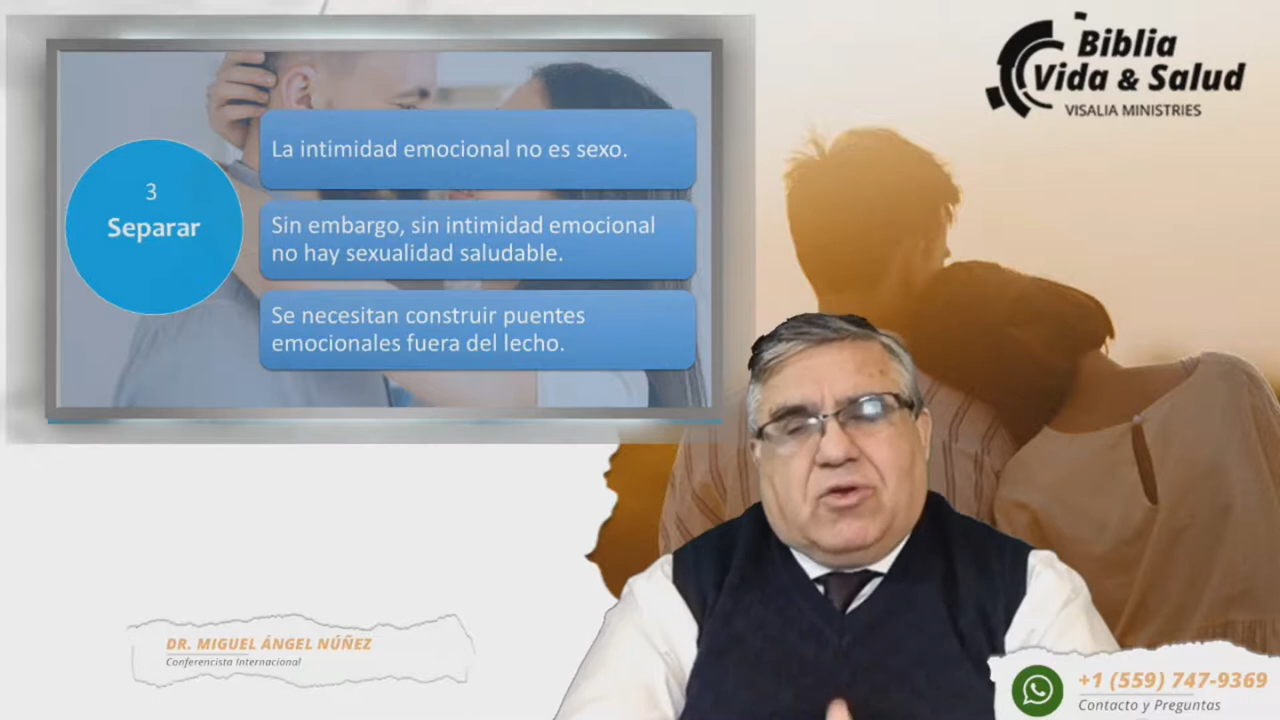 Biblia
Vida & Salud
VISALIA MINISTRIES
3
Separar
La intimidad emocional no es sexo.
Sin embargo, sin intimidad emocional
no hay sexualidad saludable.
Se necesitan construir puentes
emocionales fuera del lecho.
DR. MIGUEL ÁNGEL NÚÑEZ
Conferencista Internacional
+1 (559) 747-9369
Contacto y Preguntas